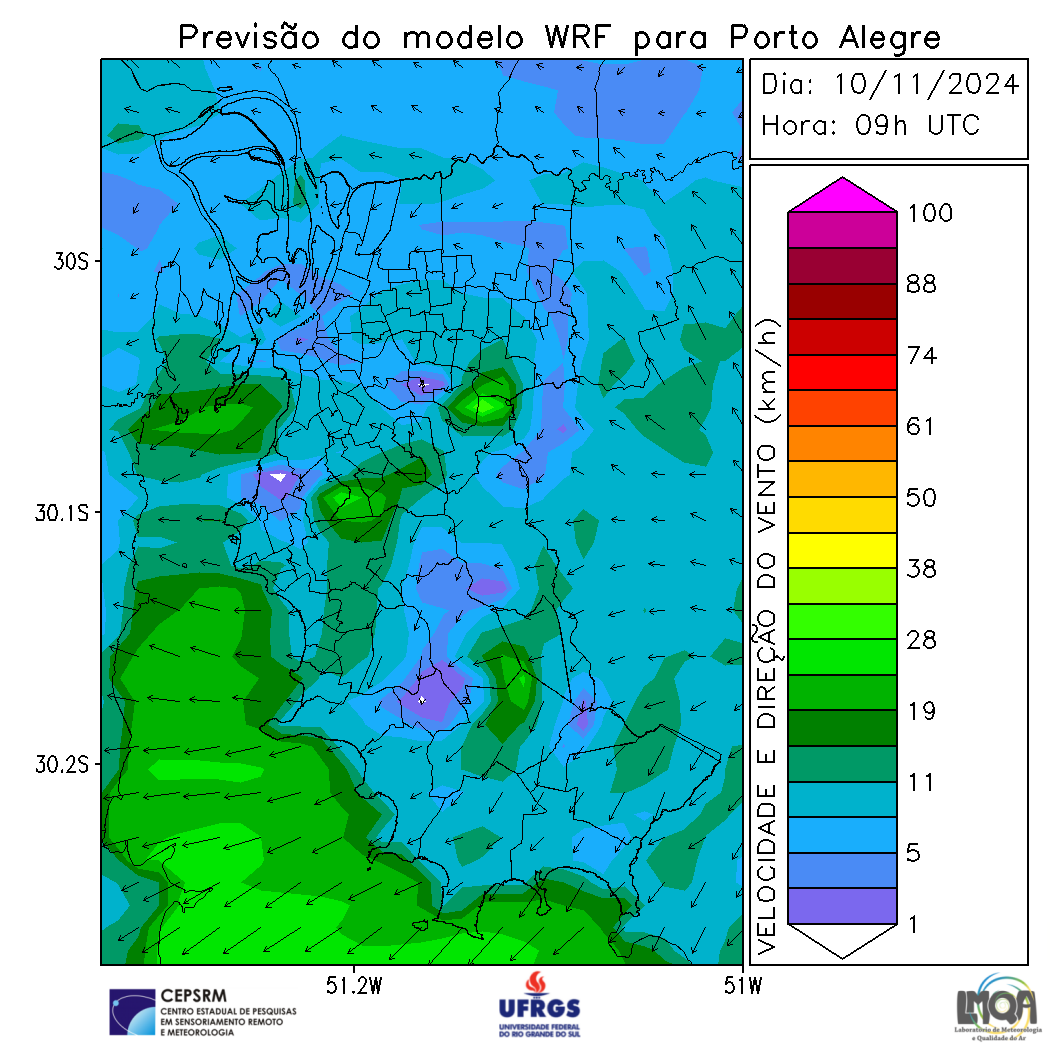 Previsão do modelo WRF para Porto Alegre
Dia: 10/11/2024
Hora: 09h UTC
30S
30.1S
30.2S
51.2W
51W
VELOCIDADE E DIREÇÃO DO VENTO (km/h)
100
88
74
61
50
38
28
19
11
5
1
CEPSRM
CENTRO ESTADUAL DE PESQUISAS
EM SENSORIAMENTO REMOTO
E METEOROLOGIA
UFRGS
UNIVERSIDADE FEDERAL
DO RIO GRANDE DO SUL
LMQA
Laboratório de Meteorologia
e Qualidade do Ar